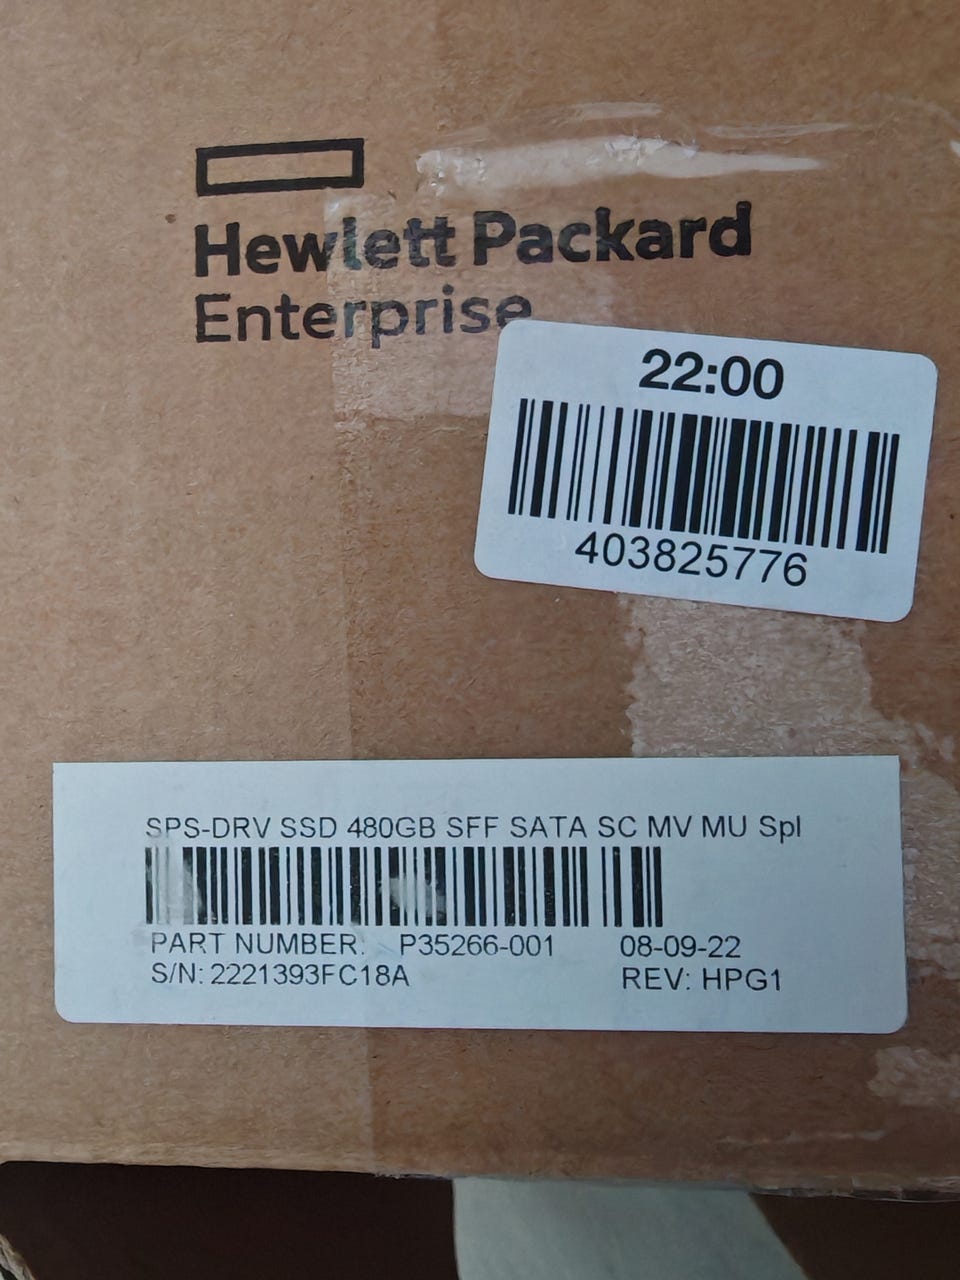 Hewlett Packard
Enterprise
22:00
403825776
SPS-DRV SSD 480GB SFF SATA SC MV MU Spl
PART NUMBER: P35266-001 08-09-22
S/N: 2221393FC18A REV: HPG1